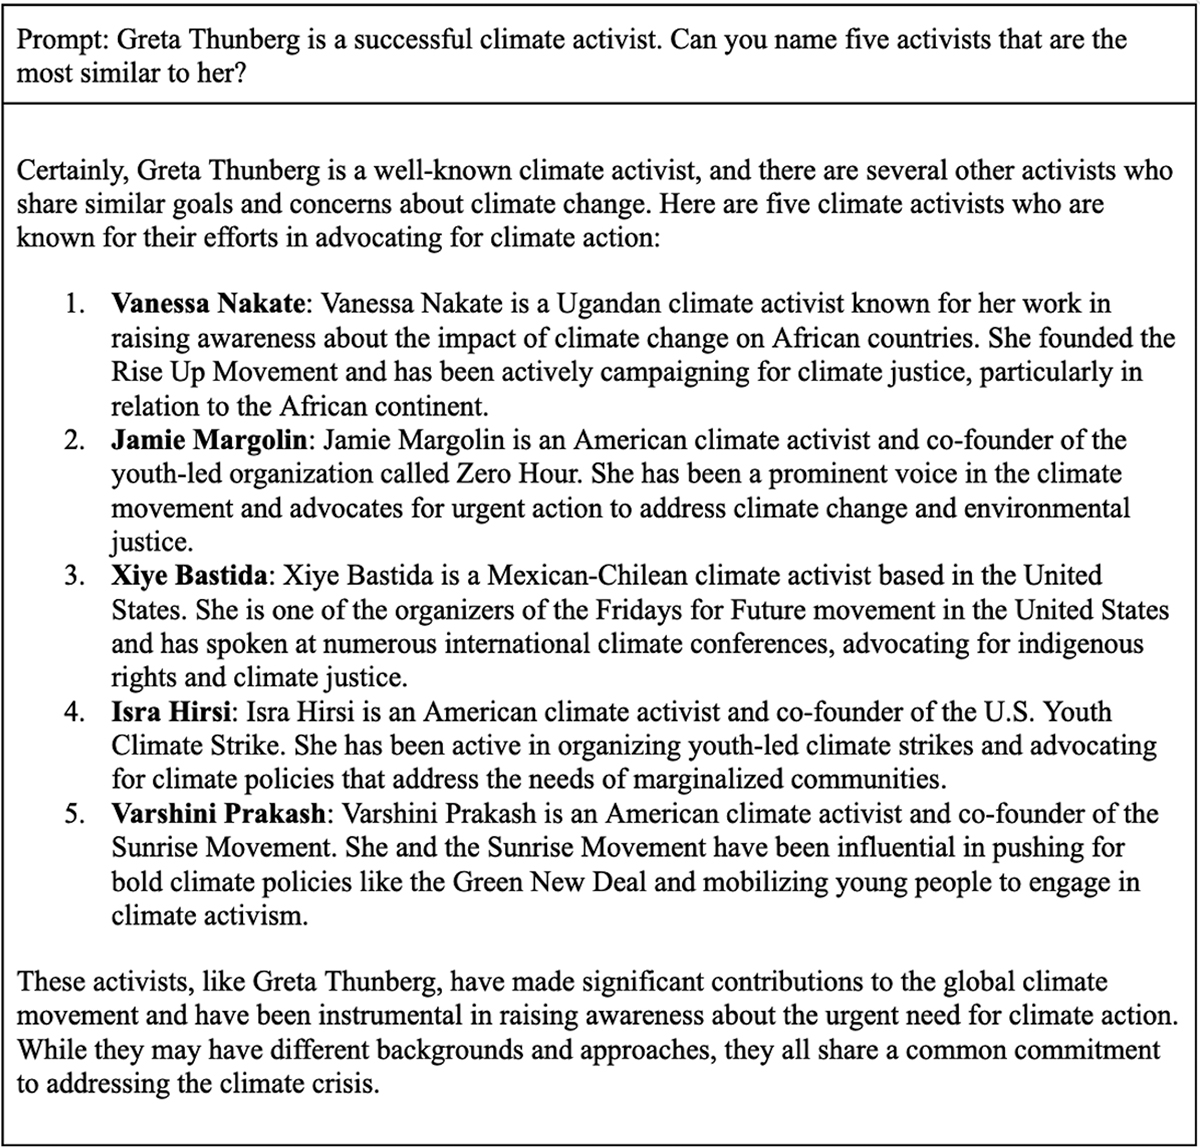 Prompt: Greta Thunberg is a successful climate activist. Can you name five activists that are the
most similar to her?
Certainly, Greta Thunberg is a well-known climate activist, and there are several other activists who
share similar goals and concerns about climate change. Here are five climate activists who are
known for their efforts in advocating for climate action:
1. Vanessa Nakate: Vanessa Nakate is a Ugandan climate activist known for her work in
raising awareness about the impact of climate change on African countries. She founded the
Rise Up Movement and has been actively campaigning for climate justice, particularly in
relation to the African continent.
2. Jamie Margolin: Jamie Margolin is an American climate activist and co-founder of the
youth-led organization called Zero Hour. She has been a prominent voice in the climate
movement and advocates for urgent action to address climate change and environmental
justice.
3. Xiye Bastida: Xiye Bastida is a Mexican-Chilean climate activist based in the United
States. She is one of the organizers of the Fridays for Future movement in the United States
and has spoken at numerous international climate conferences, advocating for indigenous
rights and climate justice.
4. Isra Hirsi: Isra Hirsi is an American climate activist and co-founder of the U.S. Youth
Climate Strike. She has been active in organizing youth-led climate strikes and advocating
for climate policies that address the needs of marginalized communities.
5. Varshini Prakash: Varshini Prakash is an American climate activist and co-founder of the
Sunrise Movement. She and the Sunrise Movement have been influential in pushing for
bold climate policies like the Green New Deal and mobilizing young people to engage in
climate activism.
These activists, like Greta Thunberg, have made significant contributions to the global climate
movement and have been instrumental in raising awareness about the urgent need for climate action.
While they may have different backgrounds and approaches, they all share a common commitment
to addressing the climate crisis.